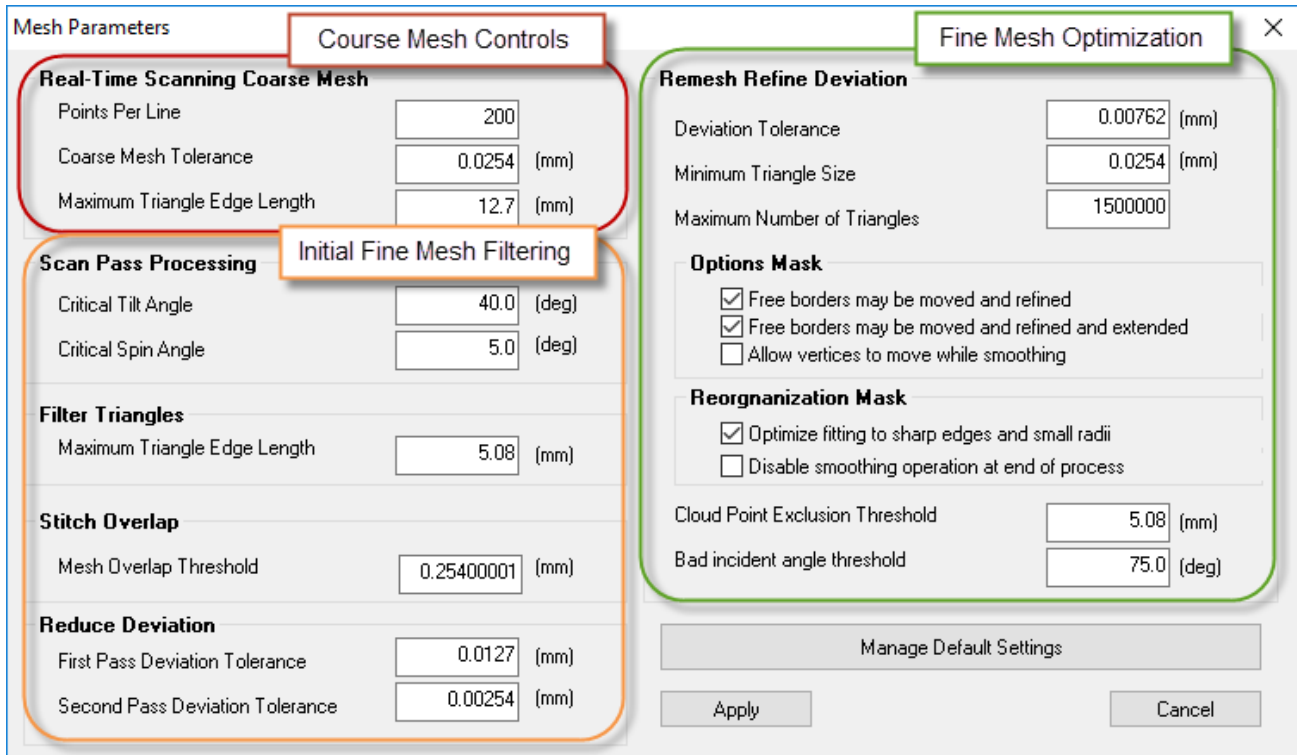 Mesh Parameters
Course Mesh Controls
Fine Mesh Optimization
Real-Time Scanning Coarse Mesh
Points Per Line 200
Coarse Mesh Tolerance 0.0254 (mm)
Maximum Triangle Edge Length 12.7 (mm)
Initial Fine Mesh Filtering
Scan Pass Processing
Critical Tilt Angle 40.0 (deg)
Critical Spin Angle 5.0 (deg)
Filter Triangles
Maximum Triangle Edge Length 5.08 (mm)
Stitch Overlap
Mesh Overlap Threshold 0.25400001 (mm)
Reduce Deviation
First Pass Deviation Tolerance 0.0127 (mm)
Second Pass Deviation Tolerance 0.00254 (mm)
Remesh Refine Deviation
Deviation Tolerance 0.00762 (mm)
Minimum Triangle Size 0.0254 (mm)
Maximum Number of Triangles 1500000
Options Mask
Free borders may be moved and refined
Free borders may be moved and refined and extended
Allow vertices to move while smoothing
Reorgnanization Mask
Optimize fitting to sharp edges and small radii
Disable smoothing operation at end of process
Cloud Point Exclusion Threshold 5.08 (mm)
Bad incident angle threshold 75.0 (deg)
Manage Default Settings
Apply
Cancel